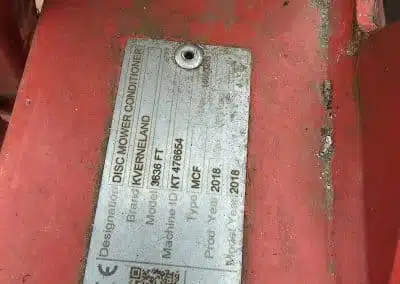 Designation DISC MOWER CONDITIONER
Brand KVERNELAND
Model 3636 FT
Machine ID KT 476654
Type MCF
Prod. Year 2018
Model Year 2018
CE